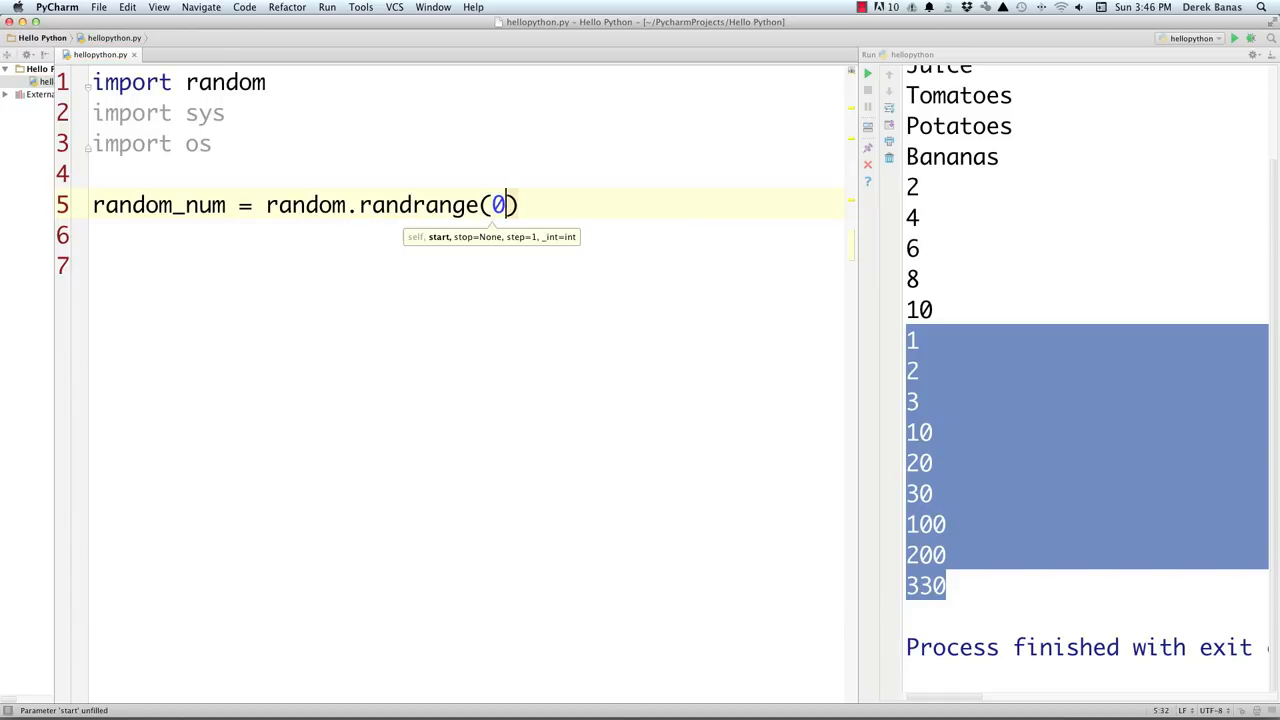 PyCharm File Edit View Navigate Code Refactor Run Tools VCS Window Help 10 Sun 3:46 PM Derek Banas
hellopython.py - [~/PycharmProjects/Hello Python]
Hello Python hellopython.py hellopython
hellopython.py Run hellopython
Hello P
hell
Externa
1 import random
2 import sys
3 import os
4
5 random_num = random.randrange(0)
self, start, stop=None, step=1, _int=int
6
7
Juice
Tomatoes
Potatoes
Bananas
2
4
6
8
10
1
2
3
10
20
30
100
200
330
Process finished with exit
Parameter 'start' unfilled 5:32 LF UTF-8